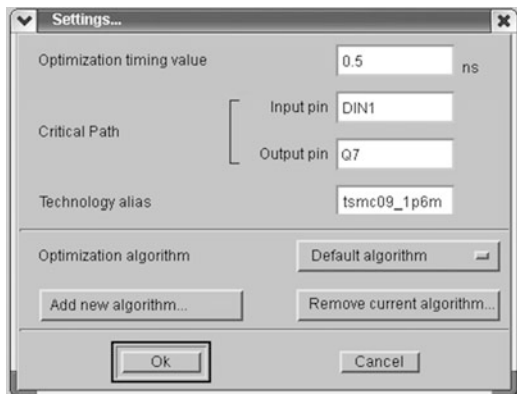 Settings...
Optimization timing value 0.5 ns
Critical Path
Input pin DIN1
Output pin Q7
Technology alias tsmc09_1p6m
Optimization algorithm Default algorithm
Add new algorithm... Remove current algorithm...
Ok Cancel